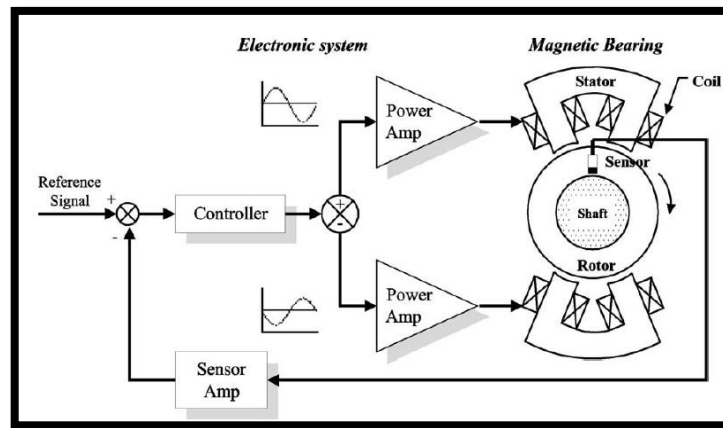 Electronic system
Magnetic Bearing
Stator
Coil
Power
Amp
Sensor
Reference
Signal
+
-
Controller
+
-
Shaft
Rotor
Power
Amp
Sensor
Amp